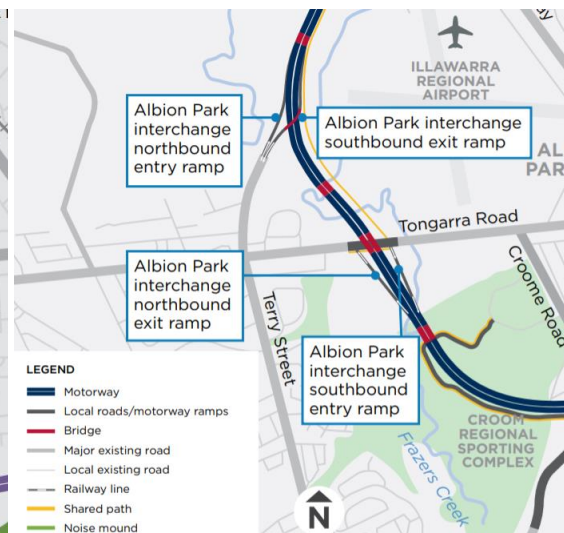 ILLAWARRA
REGIONAL
AIRPORT
Albion Park
interchange
northbound
entry ramp
Albion Park interchange
southbound exit ramp
AL
PAR
Tongarra Road
Albion Park
interchange
northbound
exit ramp
Terry Street
Croome Road
Albion Park
interchange
southbound
entry ramp
CROOM
REGIONAL
SPORTING
COMPLEX
Frazers Creek
LEGEND
Motorway
Local roads/motorway ramps
Bridge
Major existing road
Local existing road
Railway line
Shared path
Noise mound
N